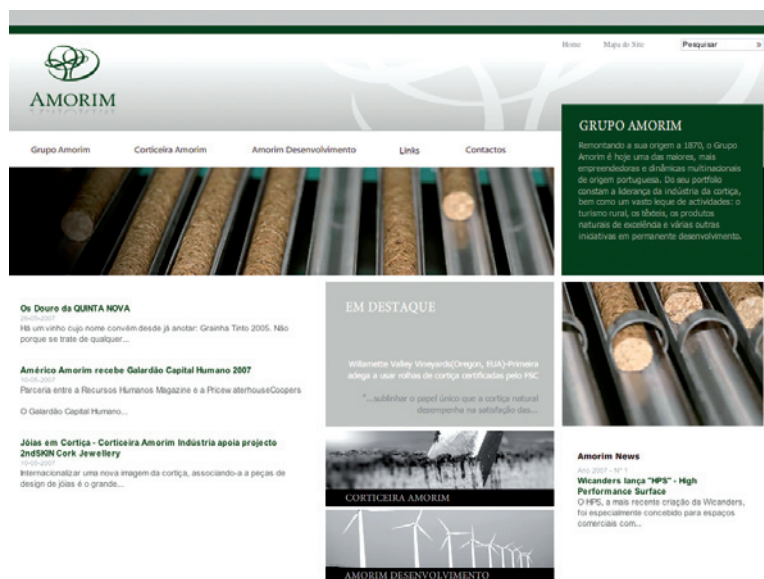 Home Mapa do Site Pesquisar »
AMORIM
Grupo Amorim Corticeira Amorim Amorim Desenvolvimento Links Contactos
GRUPO AMORIM
Remontando a sua origem a 1870, o Grupo
Amorim é hoje uma das maiores, mais
empreendedoras e dinâmicas multinacionais
de origem portuguesa. Do seu portfolio
constam a liderança da indústria da cortiça,
bem como um vasto leque de actividades: o
turismo rural, os têxteis, os produtos
naturais de excelência e várias outras
iniciativas em permanente desenvolvimento.
Os Douro da QUINTA NOVA
29-05-2007
Há um vinho cujo nome convém desde já anotar: Grainha Tinto 2005. Não
porque se trate de qualquer...
Américo Amorim recebe Galardão Capital Humano 2007
10-05-2007
Parceria entre a Recursos Humanos Magazine e a PricewaterhouseCoopers
O Galardão Capital Humano...
Jóias em Cortiça - Corticeira Amorim Indústria apoia projecto
2ndSKIN Cork Jewellery
10-05-2007
Internacionalizar uma nova imagem da cortiça, associando-a a peças de
design de jóias é o grande...
EM DESTAQUE
Willamette Valley Vineyards(Oregon, EUA)-Primeira
adega a usar rolhas de cortiça certificadas pelo FSC
"...sublinhar o papel único que a cortiça natural
desempenha na satisfação das...
CORTICEIRA AMORIM
AMORIM DESENVOLVIMENTO
Amorim News
Ano 2007 - Nº 1
Wicanders lança "HPS" - High
Performance Surface
O HPS, a mais recente criação da Wicanders,
foi especialmente concebido para espaços
comerciais com...